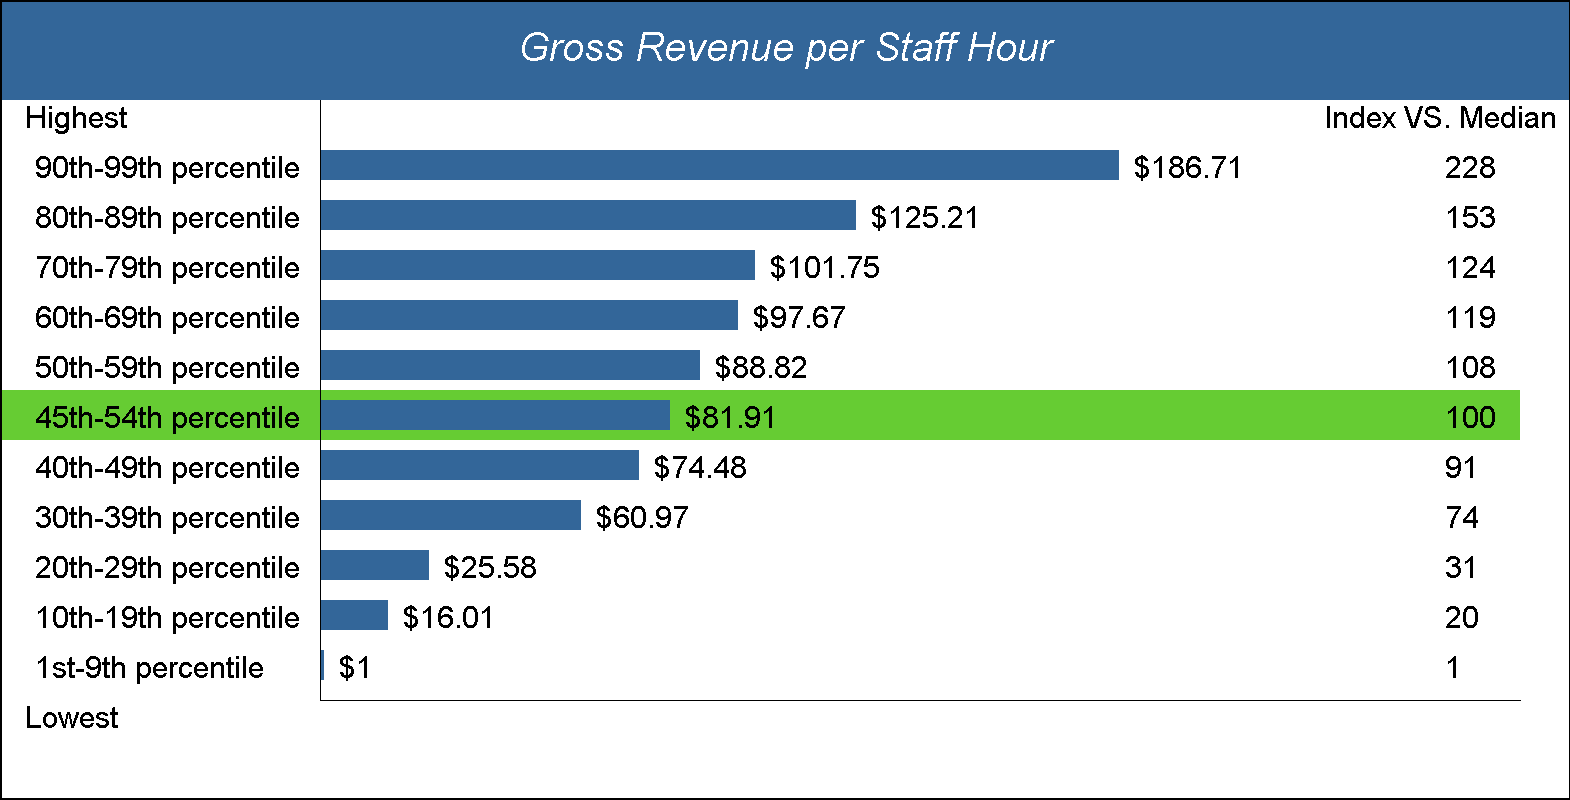 Gross Revenue per Staff Hour
Highest Index VS. Median
90th-99th percentile $186.71 228
80th-89th percentile $125.21 153
70th-79th percentile $101.75 124
60th-69th percentile $97.67 119
50th-59th percentile $88.82 108
45th-54th percentile $81.91 100
40th-49th percentile $74.48 91
30th-39th percentile $60.97 74
20th-29th percentile $25.58 31
10th-19th percentile $16.01 20
1st-9th percentile $1 1
Lowest